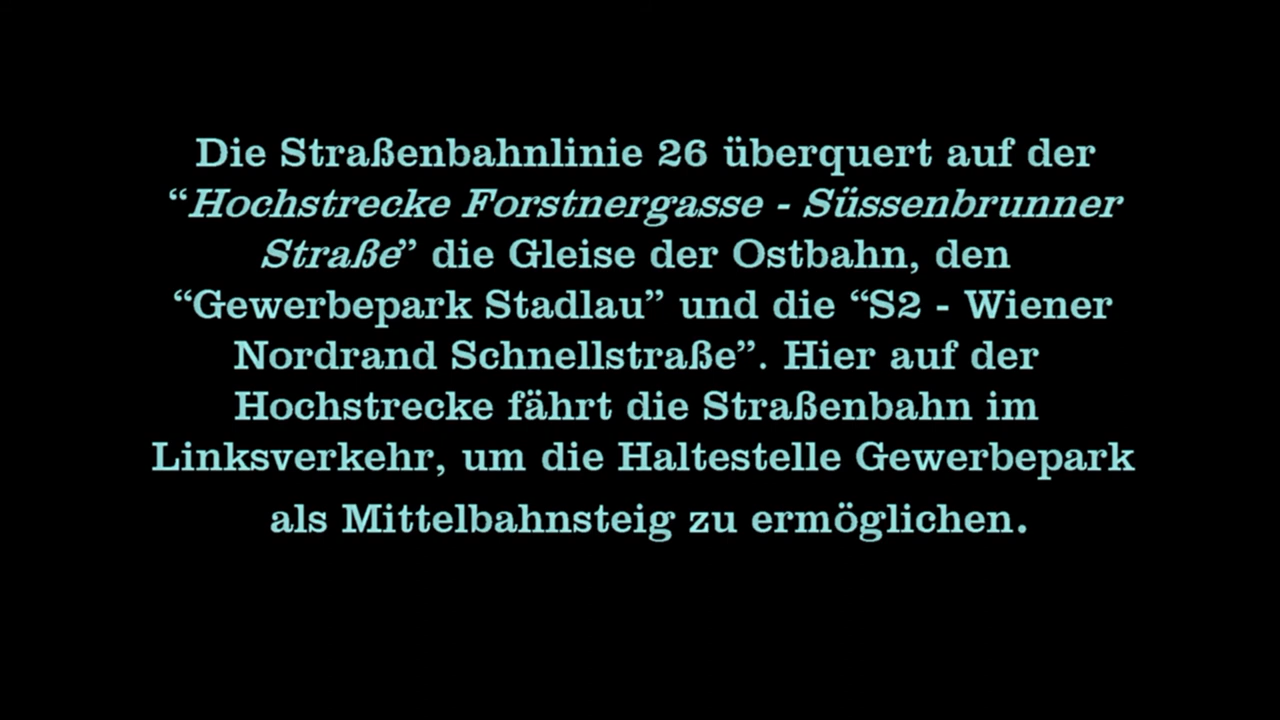 Die Straßenbahnlinie 26 überquert auf der
“Hochstrecke Forstnergasse - Süssenbrunner
Straße” die Gleise der Ostbahn, den
“Gewerbepark Stadlau” und die “S2 - Wiener
Nordrand Schnellstraße”. Hier auf der
Hochstrecke fährt die Straßenbahn im
Linksverkehr, um die Haltestelle Gewerbepark
als Mittelbahnsteig zu ermöglichen.